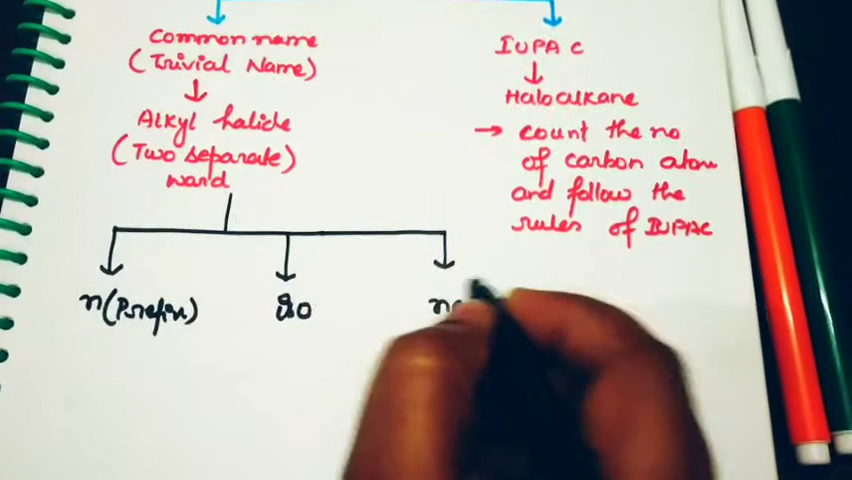 Common name
(Trivial Name)
Alkyl halide
(Two separate)
word
IUPAC
Haloalkane
→ count the no
of carbon atom
and follow the
rules of IUPAC
n(Prefix)
iso